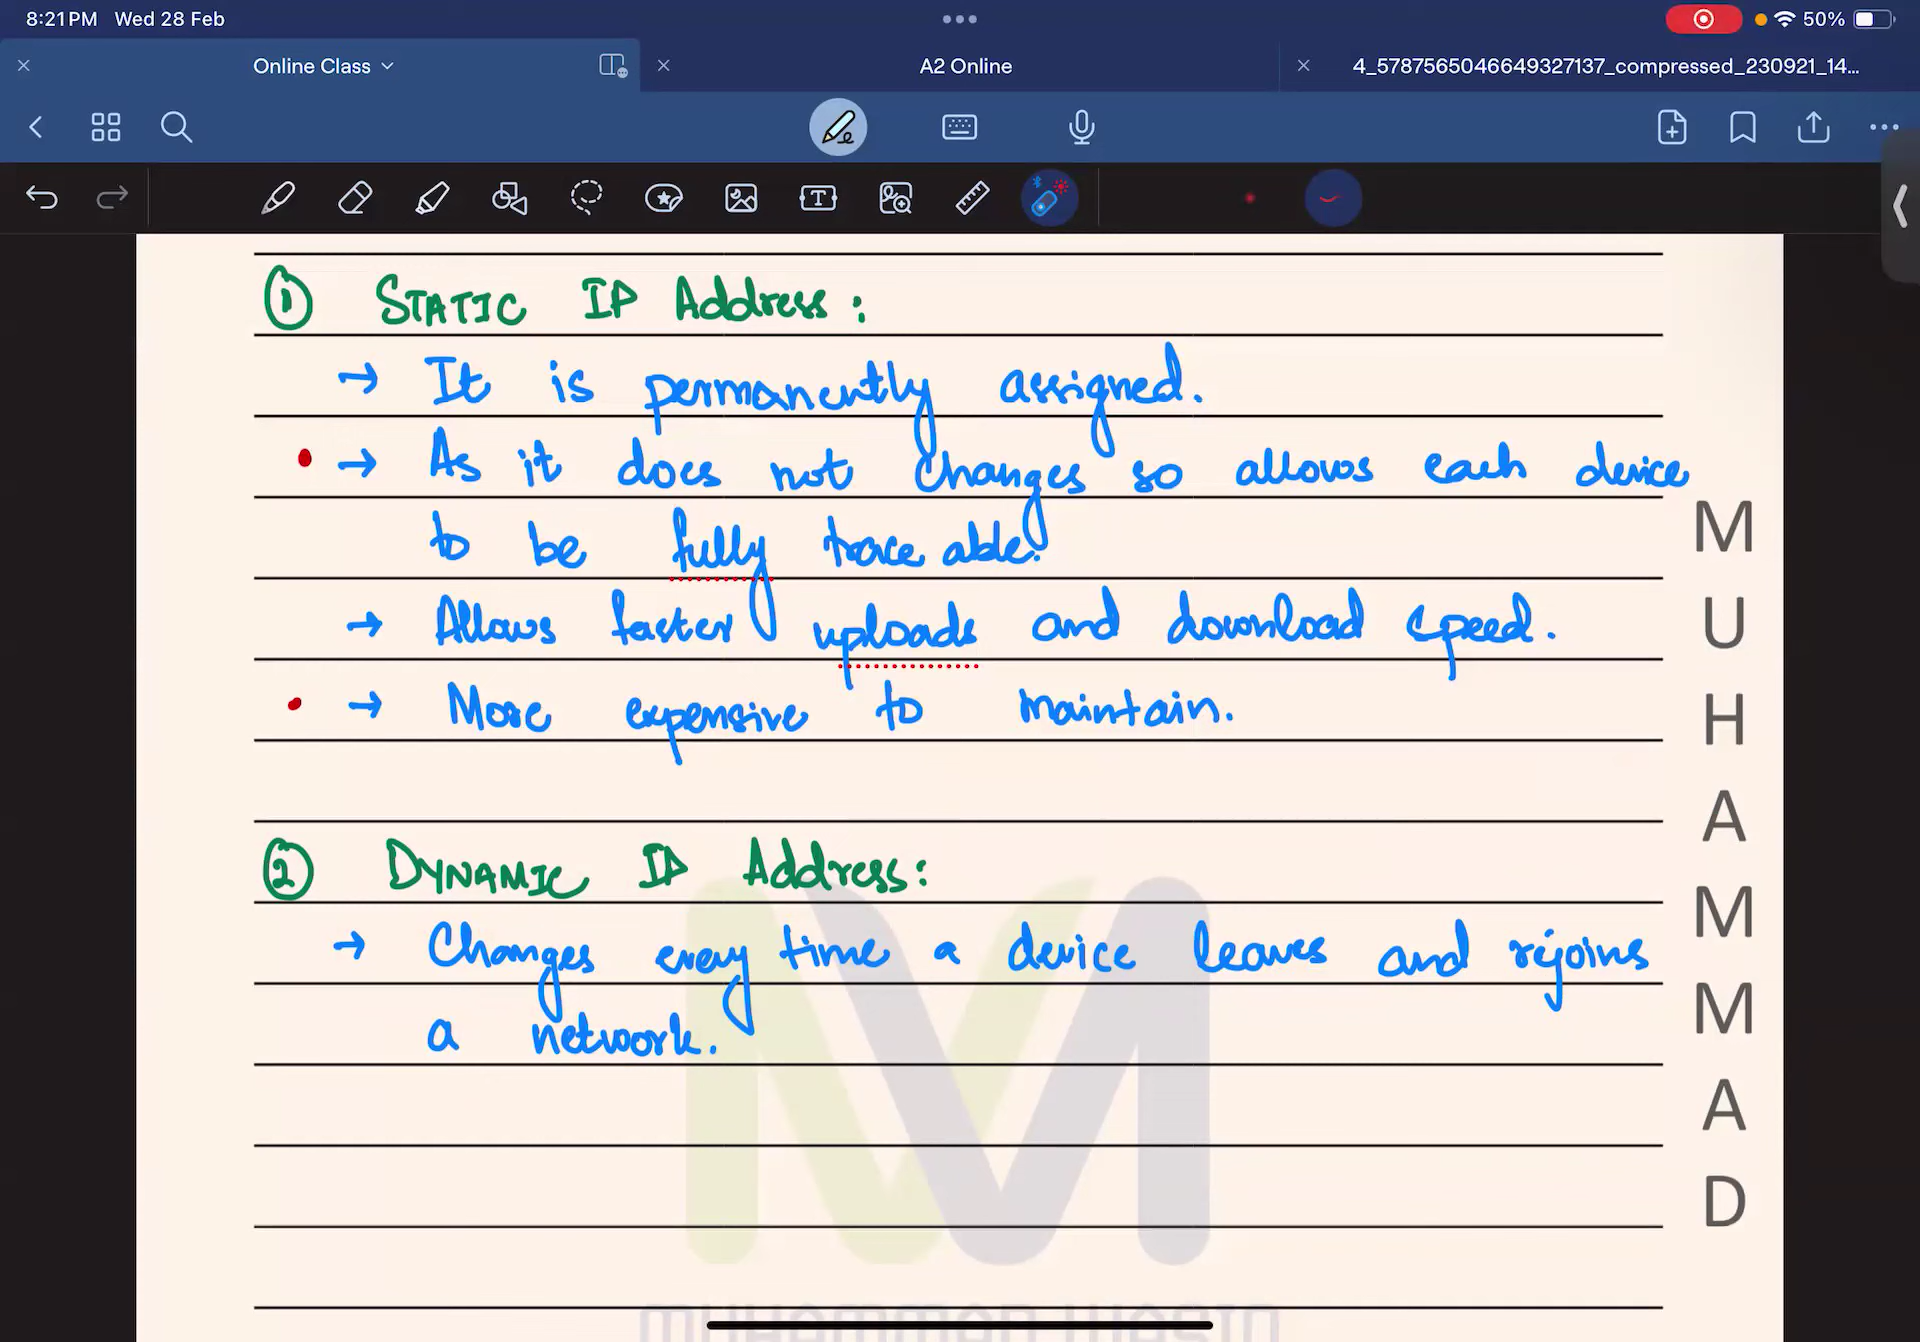 8:21PM Wed 28 Feb
50%
Online Class
A2 Online
4_5787565046649327137_compressed_230921_14...
① STATIC IP Address:
→ It is permanently assigned.
→ As it does not changes so allows each device
to be fully trace able.
→ Allows faster uploads and download speed.
→ More expensive to maintain.
② DYNAMIC IP Address:
→ Changes every time a device leaves and rejoins
a network.
MUHAMMAD